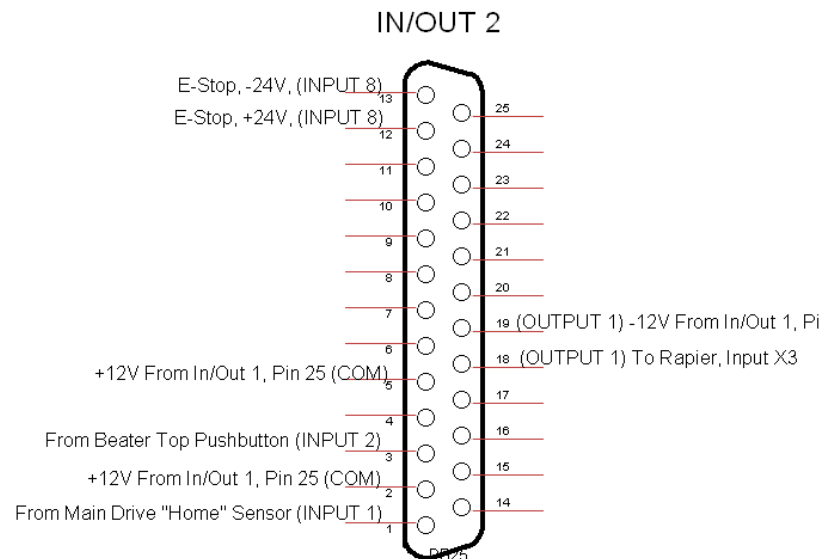 IN/OUT 2
E-Stop, -24V, (INPUT 8)
13
25
E-Stop, +24V, (INPUT 8)
12
24
11
23
10
22
9
21
8
20
7
19 (OUTPUT 1) -12V From In/Out 1, Pi
6
18 (OUTPUT 1) To Rapier, Input X3
+12V From In/Out 1, Pin 25 (COM)
5
17
4
16
From Beater Top Pushbutton (INPUT 2)
3
15
+12V From In/Out 1, Pin 25 (COM)
2
14
From Main Drive "Home" Sensor (INPUT 1)
1
DB25